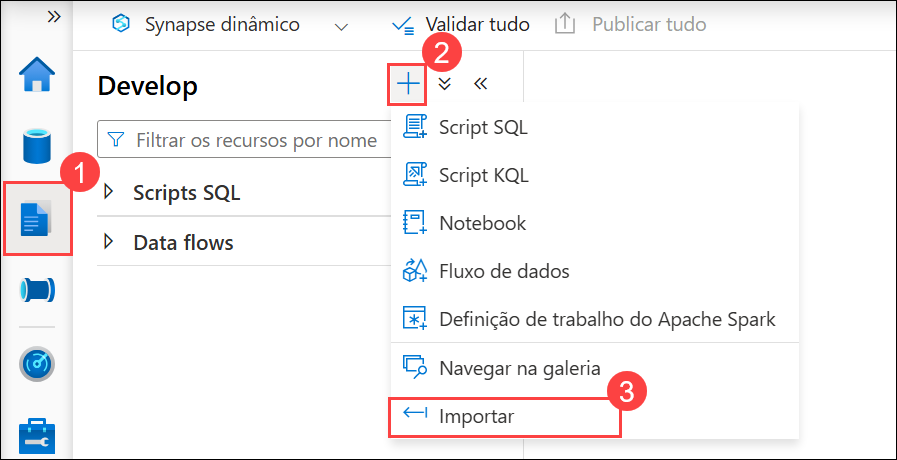 Synapse dinâmico
Validar tudo
Publicar tudo
2
Develop
Filtrar os recursos por nome
1
Scripts SQL
Data flows
Script SQL
Script KQL
Notebook
Fluxo de dados
Definição de trabalho do Apache Spark
Navegar na galeria
3
Importar